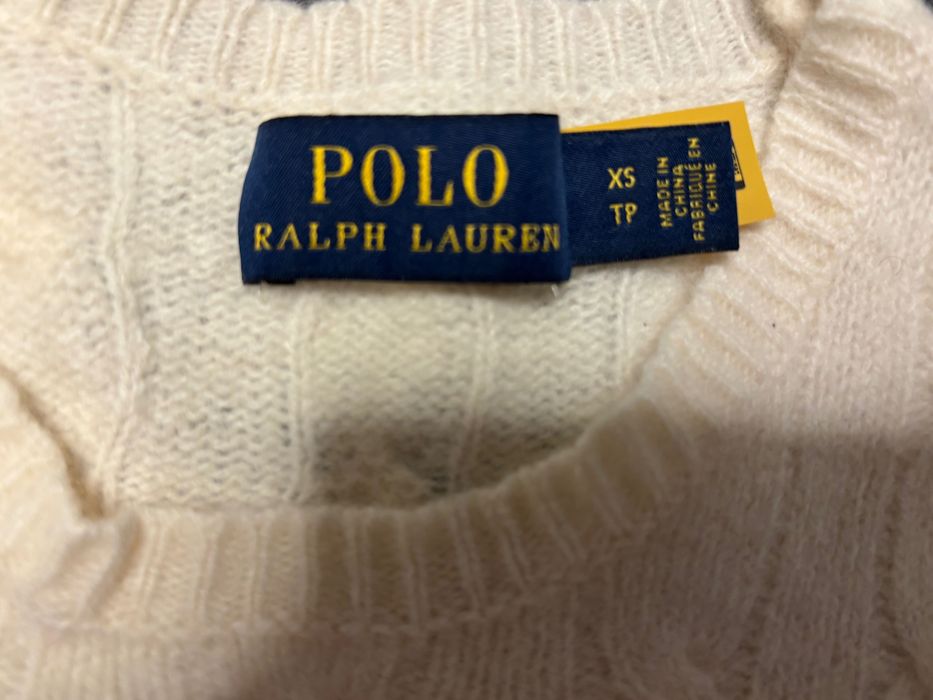 POLO
RALPH LAUREN
XS
TP
MADE IN
CHINA
FABRIQUÉ EN
CHINE